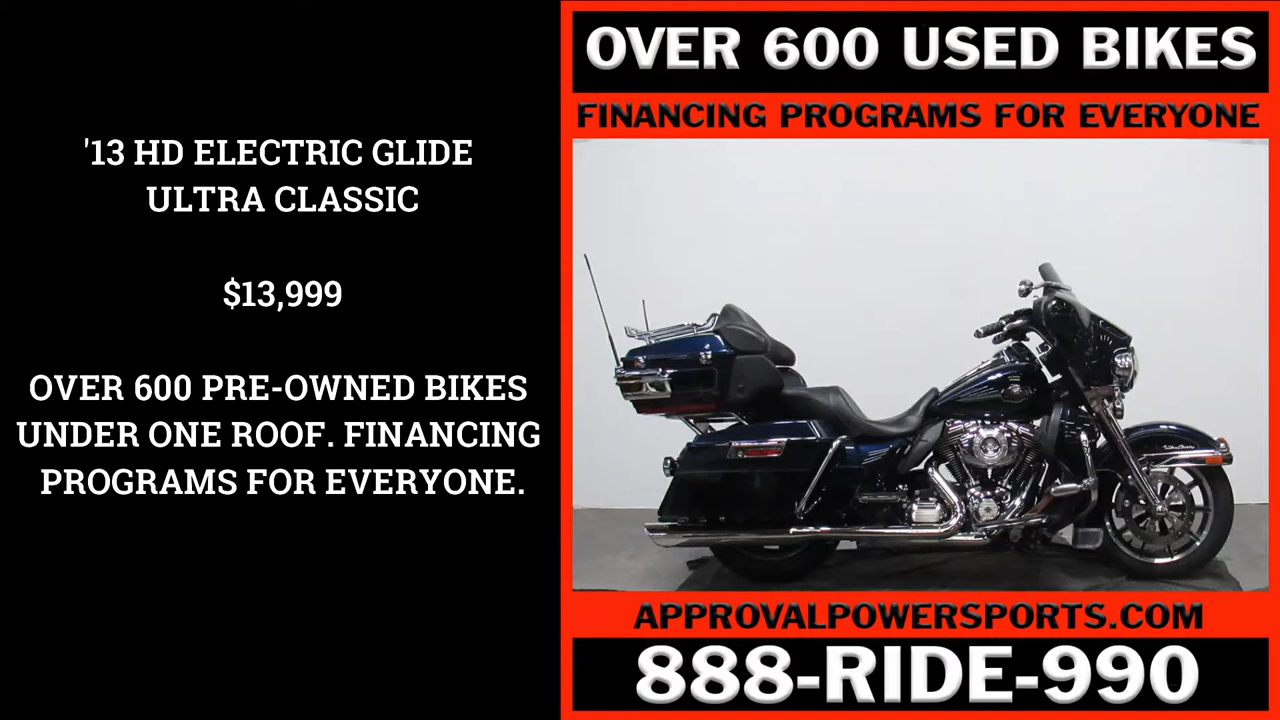 '13 HD ELECTRIC GLIDE
ULTRA CLASSIC
$13,999
OVER 600 PRE-OWNED BIKES
UNDER ONE ROOF. FINANCING
PROGRAMS FOR EVERYONE.
OVER 600 USED BIKES
FINANCING PROGRAMS FOR EVERYONE
APPROVALPOWERSPORTS.COM
888-RIDE-990